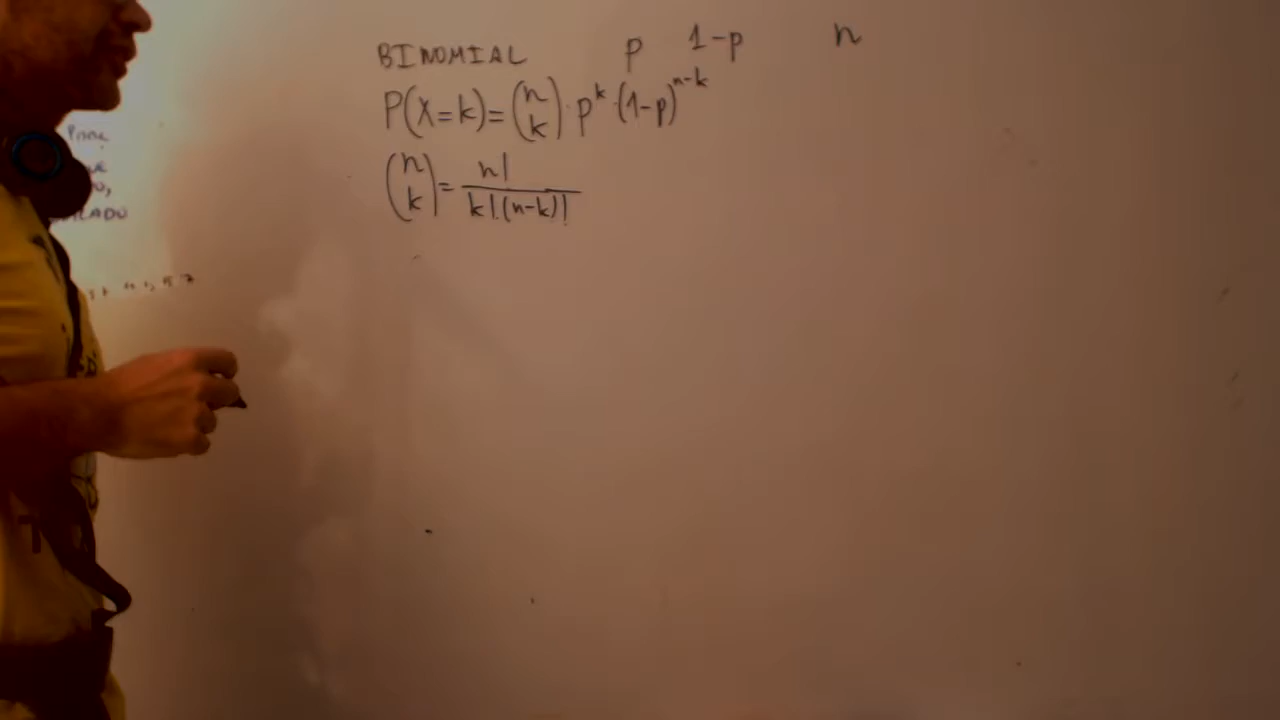 BINOMIAL p 1-p n
P(X=k)=(n k)·p^k·(1-p)^n-k
(n k)=n!/k!.(n-k)!